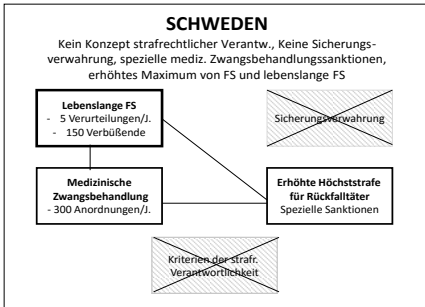 SCHWEDEN
Kein Konzept strafrechtlicher Verantw., Keine Sicherungs-
verwahrung, spezielle mediz. Zwangsbehandlungssanktionen,
erhöhtes Maximum von FS und lebenslange FS
Lebenslange FS
- 5 Verurteilungen/J.
- 150 Verbüßende
Sicherungsverwahrung
Medizinische
Zwangsbehandlung
- 300 Anordnungen/J.
Erhöhte Höchststrafe
für Rückfalltäter
Spezielle Sanktionen
Kriterien der strafr.
Verantwortlichkeit